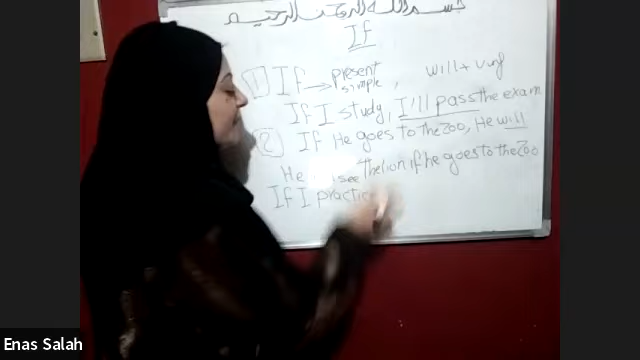 بسم الله الرحمن الرحيم
If
1 If → present simple, will + v inf
If I study, I'll pass the exam
2 If He goes to the Zoo, He will
He see the lion if he goes to the Zoo
If I practic
Enas Salah